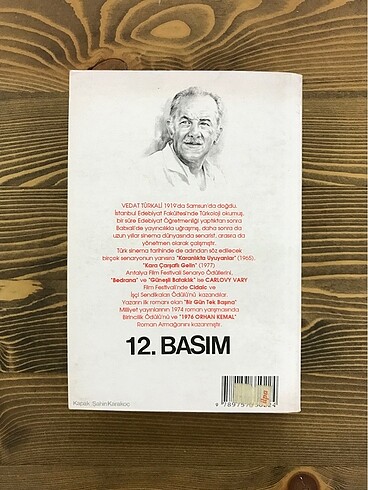 VEDAT TÜRKALİ 1919'da Samsun'da doğdu.
İstanbul Edebiyat Fakültesi'nde Türkoloji okumuş,
bir süre Edebiyat Öğretmenliği yaptıktan sonra
Babıali'de yayıncılıkla uğraşmış, daha sonra da
uzun yıllar sinema dünyasında senarist, arasıra da
yönetmen olarak çalışmıştır.
Türk sinema tarihinde de adından söz edilecek
birçok senaryonun yanısıra "Karanlıkta Uyuyanlar" (1965),
"Kara Çarşaflı Gelin" (1977)
Antalya Film Festivali Senaryo Ödüllerini,
"Bedrana" ve "Güneşli Bataklık" ise CARLOVY VARY
Film Festivali'nde Cidalc ve
İşçi Sendikaları Ödülü'nü kazandılar.
Yazarın ilk romanı olan "Bir Gün Tek Başına"
Milliyet yayınlarının 1974 roman yarışmasında
Birincilik Ödülü'nü ve "1976 ORHAN KEMAL"
Roman Armağanını kazanmıştır.
12. BASIM
Kapak: Şahin Karakoç